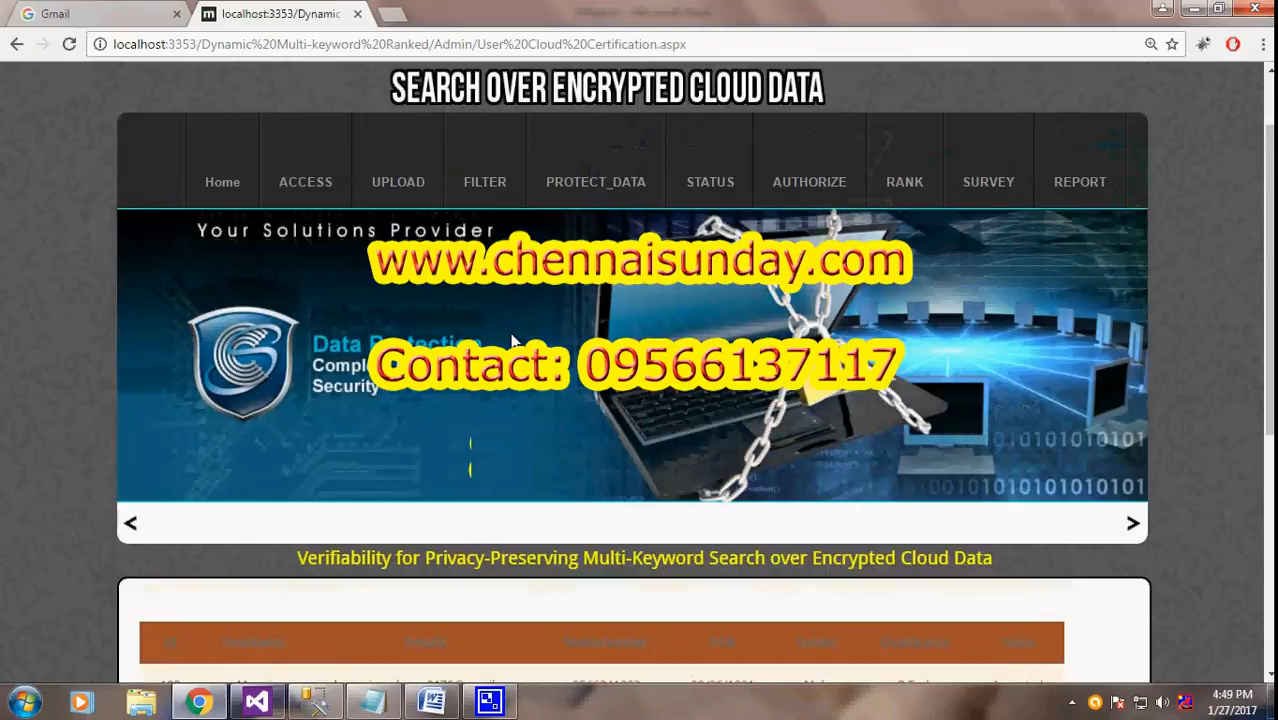 Gmail
localhost:3353/Dynamic
localhost:3353/Dynamic%20Multi-keyword%20Ranked/Admin/User%20Cloud%20Certification.aspx
SEARCH OVER ENCRYPTED CLOUD DATA
Home ACCESS UPLOAD FILTER PROTECT_DATA STATUS AUTHORIZE RANK SURVEY REPORT
Your Solutions Provider
www.chennaisunday.com
Data Protection
Contact: 09566137117
Security
010101010101
01001010101010101
< >
Verifiability for Privacy-Preserving Multi-Keyword Search over Encrypted Cloud Data
4:49 PM
1/27/2017